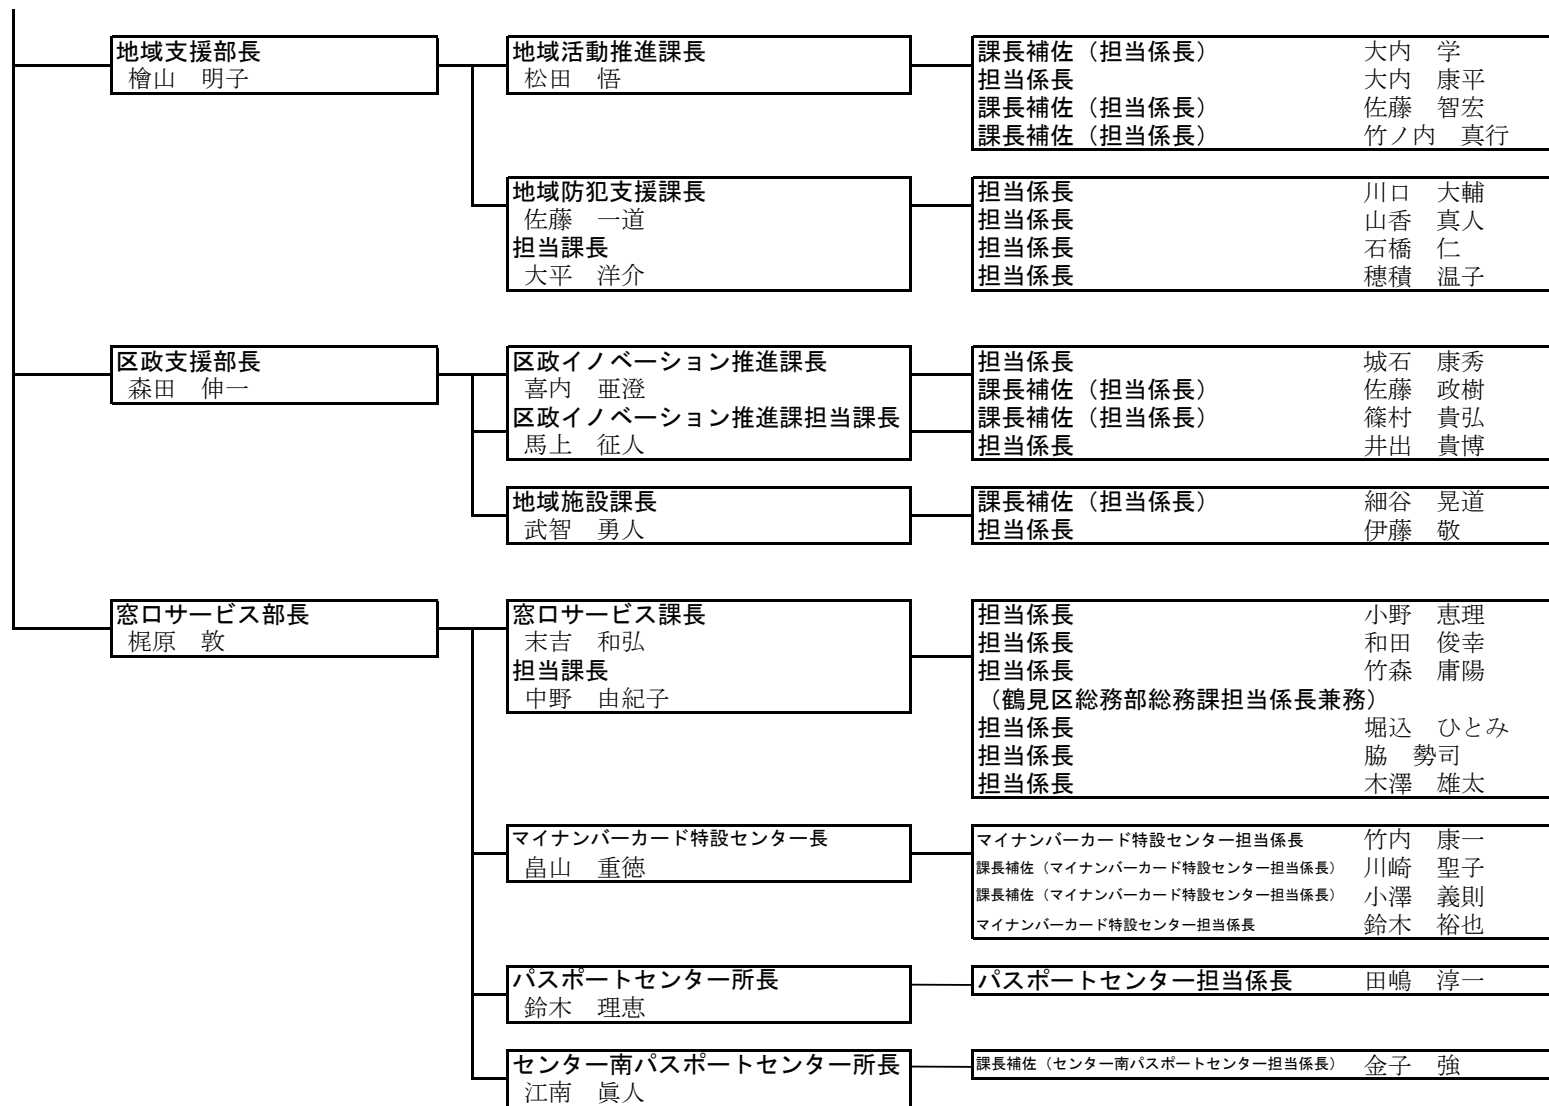 地域支援部長
檜山　明子
地域活動推進課長
松田　悟
課長補佐（担当係長）　大内　学
担当係長　大内　康平
課長補佐（担当係長）　佐藤　智宏
課長補佐（担当係長）　竹ノ内　真行
地域防犯支援課長
佐藤　一道
担当課長
大平　洋介
担当係長　川口　大輔
担当係長　山香　真人
担当係長　石橋　仁
担当係長　穂積　温子
区政支援部長
森田　伸一
区政イノベーション推進課長
喜内　亜澄
区政イノベーション推進課担当課長
馬上　征人
担当係長　城石　康秀
課長補佐（担当係長）　佐藤　政樹
課長補佐（担当係長）　篠村　貴弘
担当係長　井出　貴博
地域施設課長
武智　勇人
課長補佐（担当係長）　細谷　晃道
担当係長　伊藤　敬
窓口サービス部長
梶原　敦
窓口サービス課長
末吉　和弘
担当課長
中野　由紀子
担当係長　小野　恵理
担当係長　和田　俊幸
担当係長　竹森　庸陽
（鶴見区総務部総務課担当係長兼務）
担当係長　堀込　ひとみ
担当係長　脇　勢司
担当係長　木澤　雄太
マイナンバーカード特設センター長
畠山　重徳
マイナンバーカード特設センター担当係長　竹内　康一
課長補佐（マイナンバーカード特設センター担当係長）　川崎　聖子
課長補佐（マイナンバーカード特設センター担当係長）　小澤　義則
マイナンバーカード特設センター担当係長　鈴木　裕也
パスポートセンター所長
鈴木　理恵
パスポートセンター担当係長　田嶋　淳一
センター南パスポートセンター所長
江南　眞人
課長補佐（センター南パスポートセンター担当係長）　金子　強